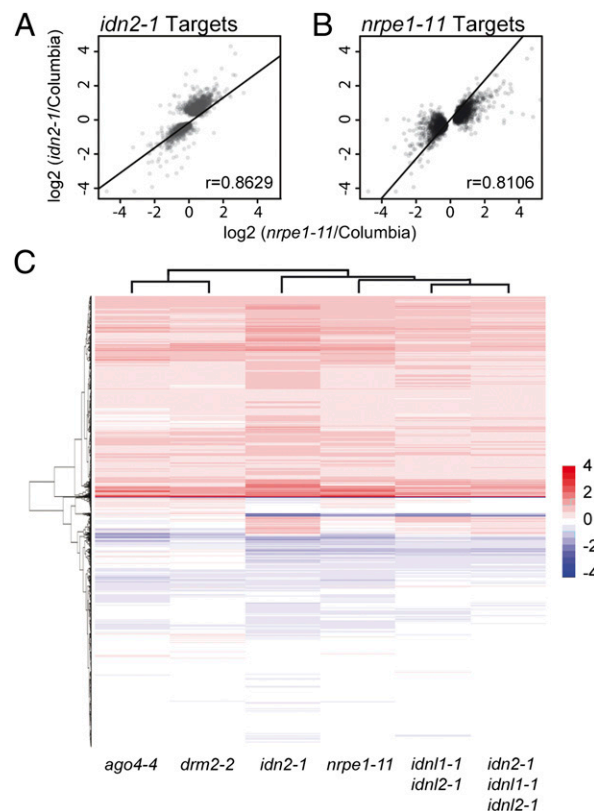 A
idn2-1 Targets
B
nrpe1-11 Targets
log2 (idn2-1/Columbia)
4
2
0
-2
-4
r=0.8629
-4 -2 0 2 4
4
2
0
-2
-4
r=0.8106
-4 -2 0 2 4
log2 (nrpe1-11/Columbia)
C
4
2
0
-2
-4
ago4-4
drm2-2
idn2-1
nrpe1-11
idnl1-1
idnl2-1
idn2-1
idnl1-1
idnl2-1